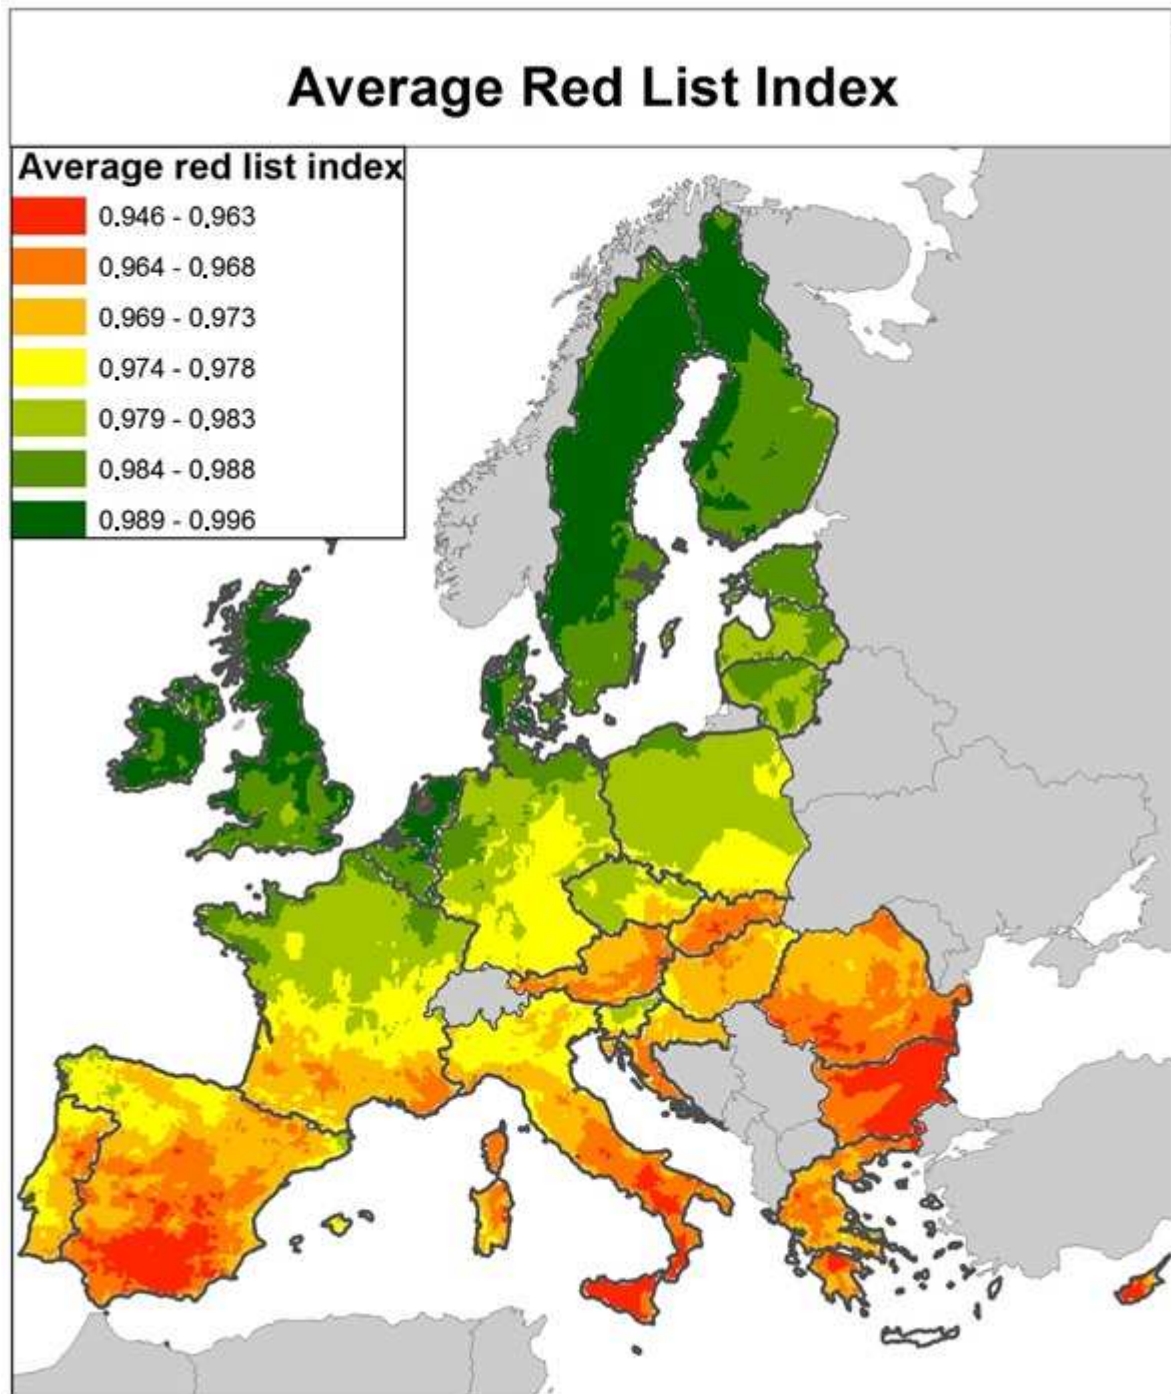 Average Red List Index
Average red list index
0.946 - 0.963
0.964 - 0.968
0.969 - 0.973
0.974 - 0.978
0.979 - 0.983
0.984 - 0.988
0.989 - 0.996